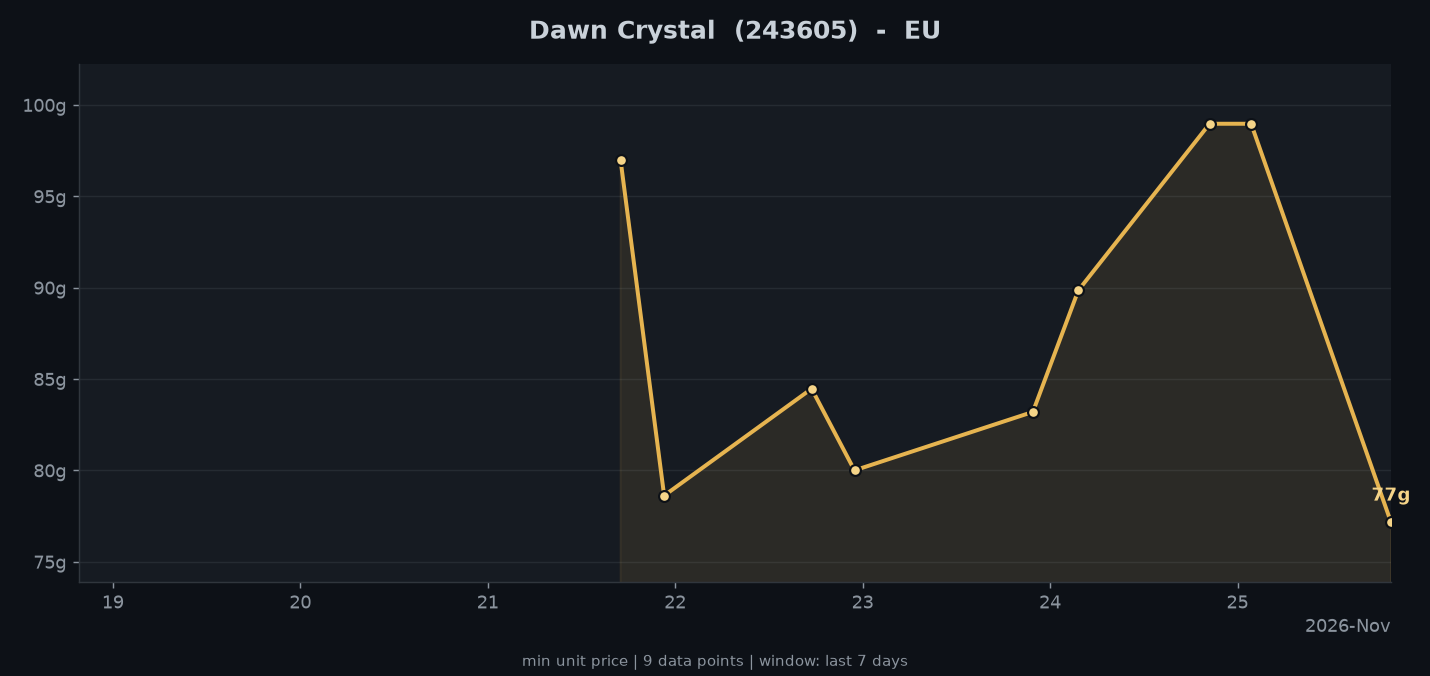 Dawn Crystal (243605) - EU
100g
95g
90g
85g
80g
75g
77g
19 20 21 22 23 24 25
2026-Nov
min unit price | 9 data points | window: last 7 days